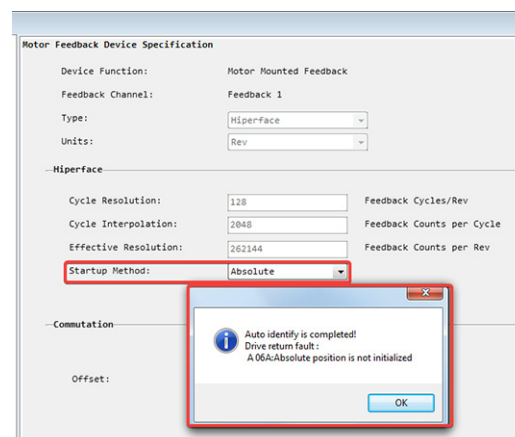 Motor Feedback Device Specification
Device Function: Motor Mounted Feedback
Feedback Channel: Feedback 1
Type: Hiperface
Units: Rev
Hiperface
Cycle Resolution: 128 Feedback Cycles/Rev
Cycle Interpolation: 2048 Feedback Counts per Cycle
Effective Resolution: 262144 Feedback Counts per Rev
Startup Method: Absolute
Commutation
Auto identify is completed!
Drive return fault :
A 06A:Absolute position is not initialized
Offset:
OK